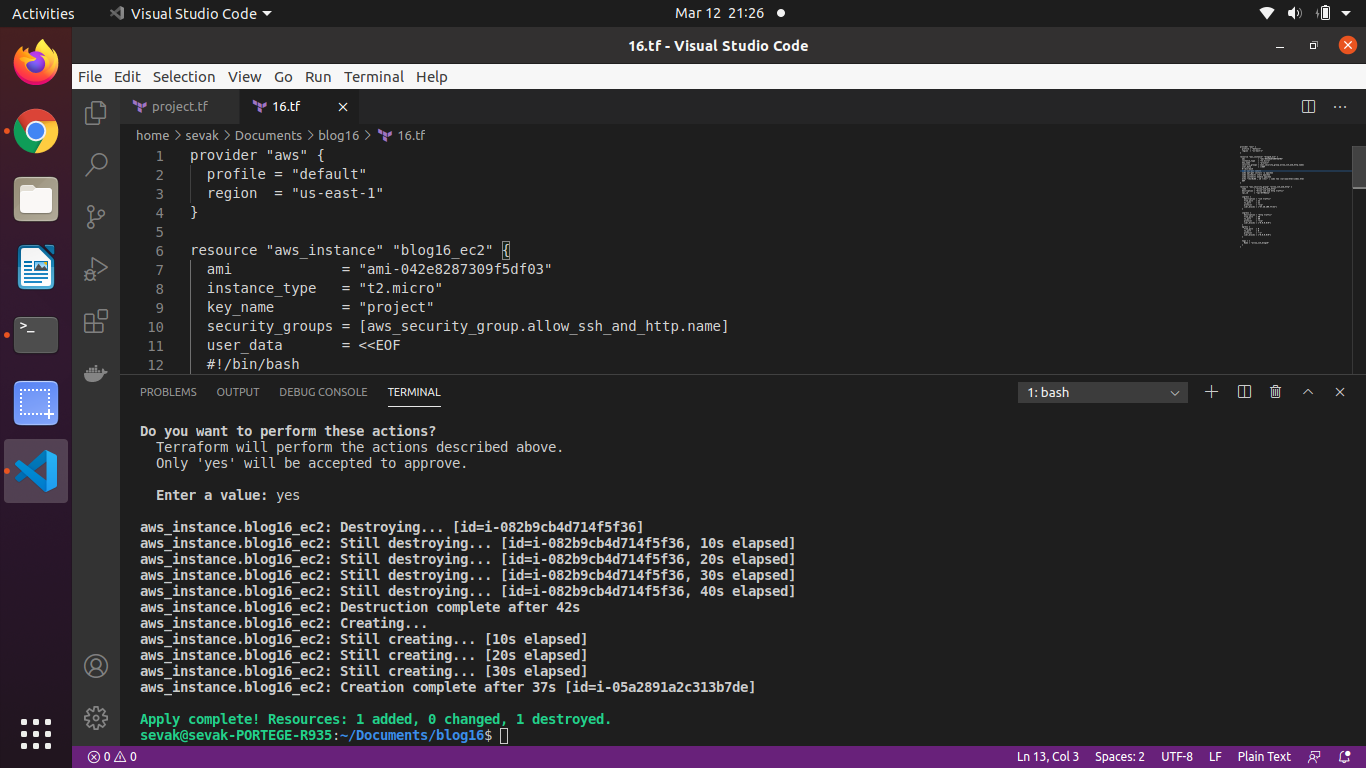 Activities Visual Studio Code Mar 12 21:26
16.tf - Visual Studio Code
File Edit Selection View Go Run Terminal Help
project.tf 16.tf
home > sevak > Documents > blog16 > 16.tf
1 provider "aws" {
2   profile = "default"
3   region  = "us-east-1"
4 }
5
6 resource "aws_instance" "blog16_ec2" {
7   ami             = "ami-042e8287309f5df03"
8   instance_type   = "t2.micro"
9   key_name        = "project"
10   security_groups = [aws_security_group.allow_ssh_and_http.name]
11   user_data       = <<EOF
12   #!/bin/bash
PROBLEMS OUTPUT DEBUG CONSOLE TERMINAL 1: bash
Do you want to perform these actions?
  Terraform will perform the actions described above.
  Only 'yes' will be accepted to approve.
  Enter a value: yes
aws_instance.blog16_ec2: Destroying... [id=i-082b9cb4d714f5f36]
aws_instance.blog16_ec2: Still destroying... [id=i-082b9cb4d714f5f36, 10s elapsed]
aws_instance.blog16_ec2: Still destroying... [id=i-082b9cb4d714f5f36, 20s elapsed]
aws_instance.blog16_ec2: Still destroying... [id=i-082b9cb4d714f5f36, 30s elapsed]
aws_instance.blog16_ec2: Still destroying... [id=i-082b9cb4d714f5f36, 40s elapsed]
aws_instance.blog16_ec2: Destruction complete after 42s
aws_instance.blog16_ec2: Creating...
aws_instance.blog16_ec2: Still creating... [10s elapsed]
aws_instance.blog16_ec2: Still creating... [20s elapsed]
aws_instance.blog16_ec2: Still creating... [30s elapsed]
aws_instance.blog16_ec2: Creation complete after 37s [id=i-05a2891a2c313b7de]
Apply complete! Resources: 1 added, 0 changed, 1 destroyed.
sevak@sevak-PORTEGE-R935:~/Documents/blog16$
0 0 Ln 13, Col 3 Spaces: 2 UTF-8 LF Plain Text